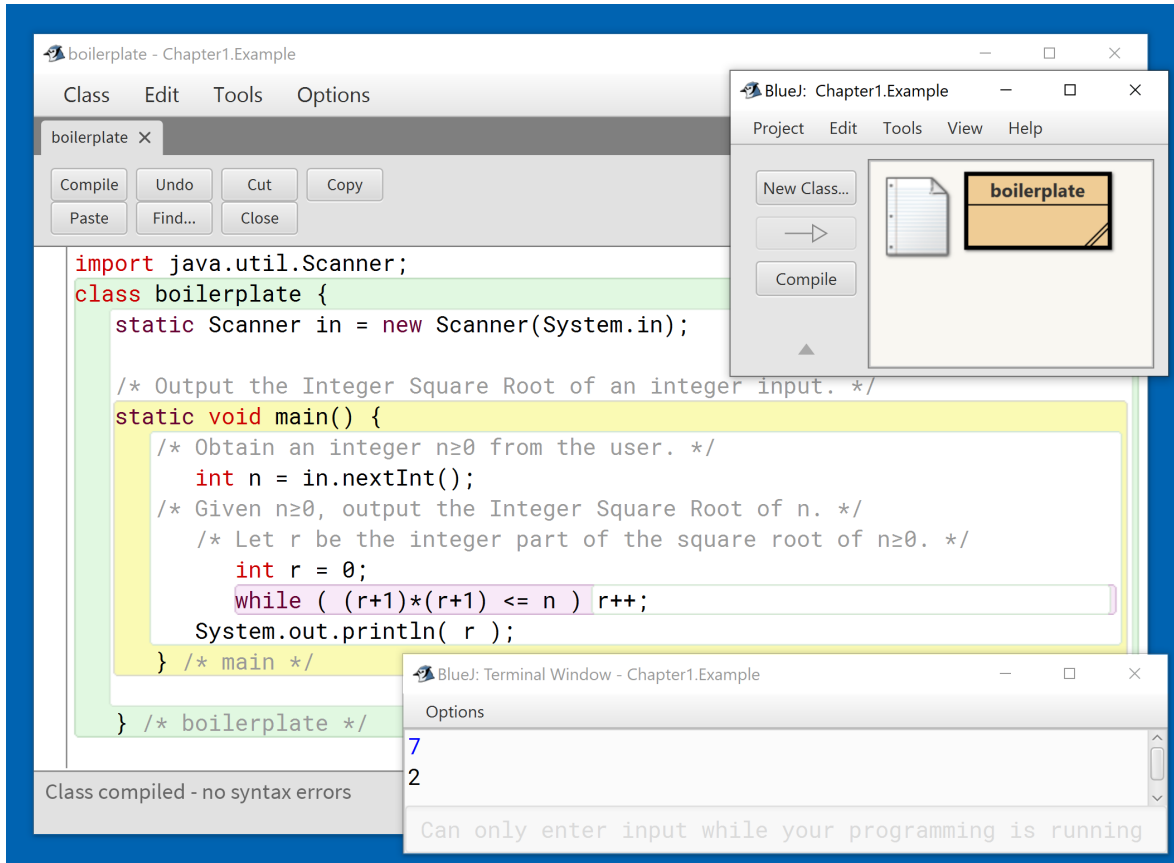 boilerplate - Chapter1.Example
Class Edit Tools Options
boilerplate
Compile Undo Cut Copy
Paste Find... Close
import java.util.Scanner;
class boilerplate {
static Scanner in = new Scanner(System.in);
/* Output the Integer Square Root of an integer input. */
static void main() {
/* Obtain an integer n≥0 from the user. */
int n = in.nextInt();
/* Given n≥0, output the Integer Square Root of n. */
/* Let r be the integer part of the square root of n≥0. */
int r = 0;
while ( (r+1)*(r+1) <= n ) r++;
System.out.println( r );
} /* main */
} /* boilerplate */
Class compiled - no syntax errors
BlueJ: Chapter1.Example
Project Edit Tools View Help
New Class...
boilerplate
Compile
BlueJ: Terminal Window - Chapter1.Example
Options
7
2
Can only enter input while your programming is running